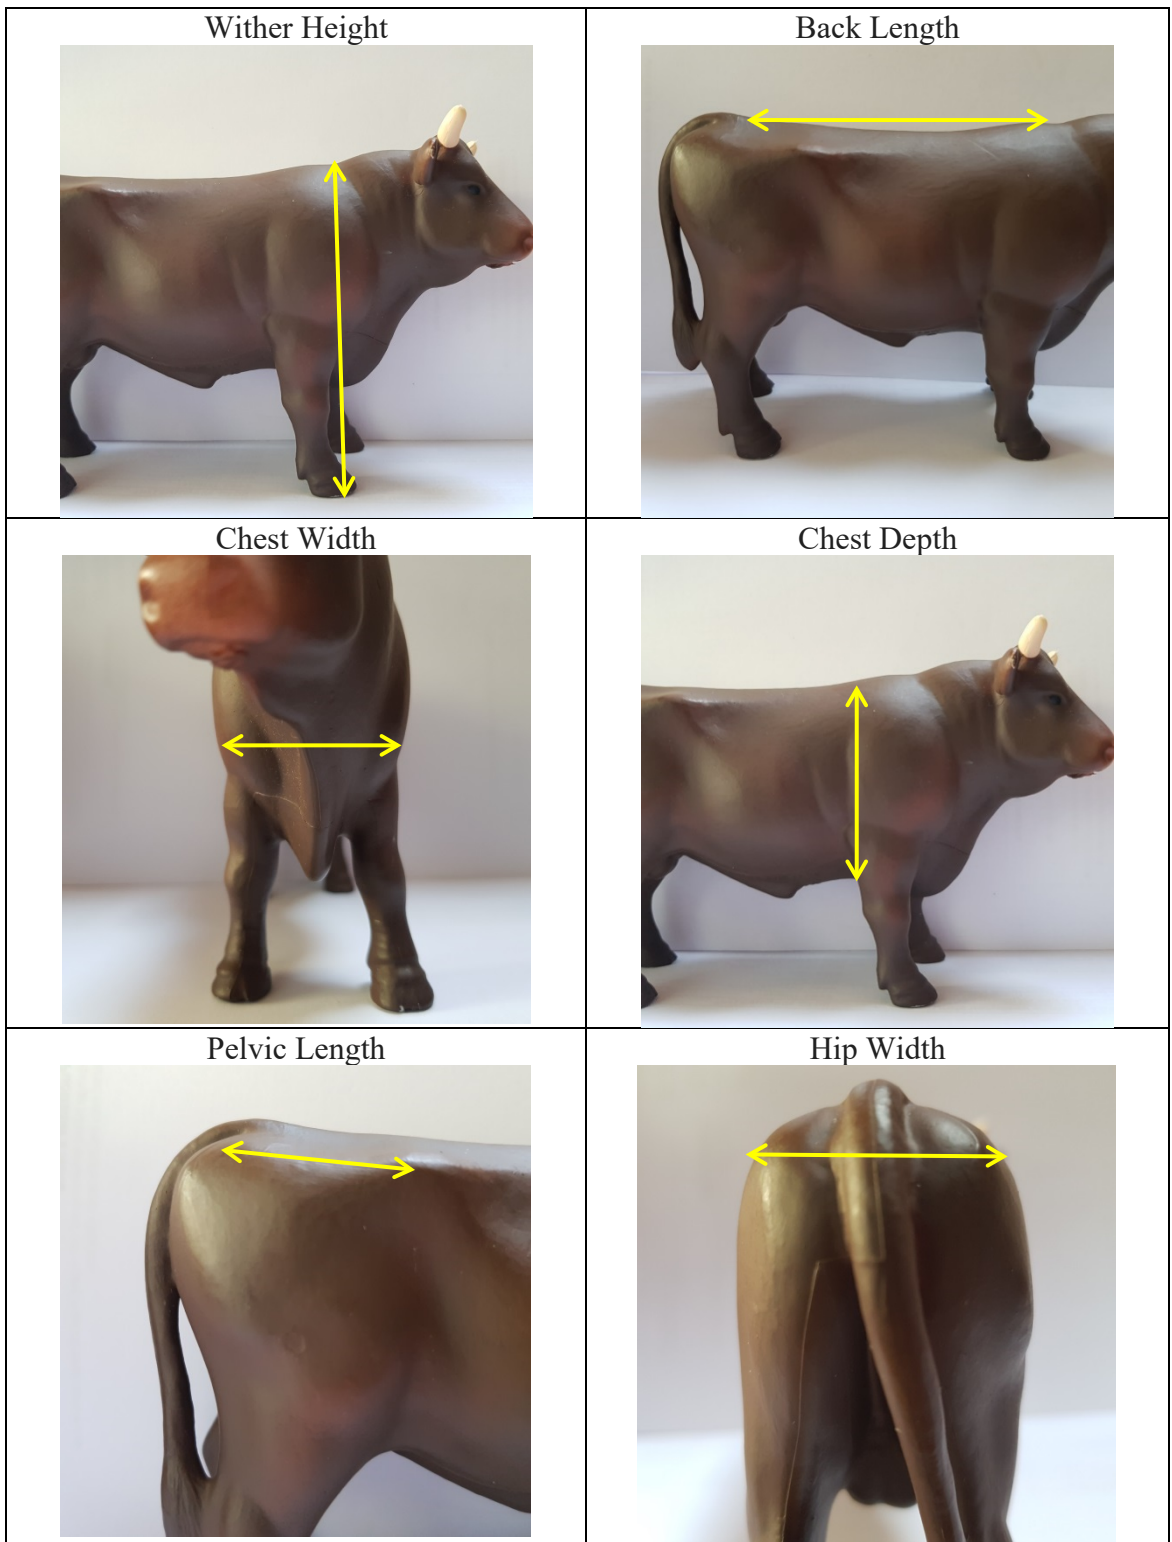 Wither Height
Back Length
Chest Width
Chest Depth
Pelvic Length
Hip Width